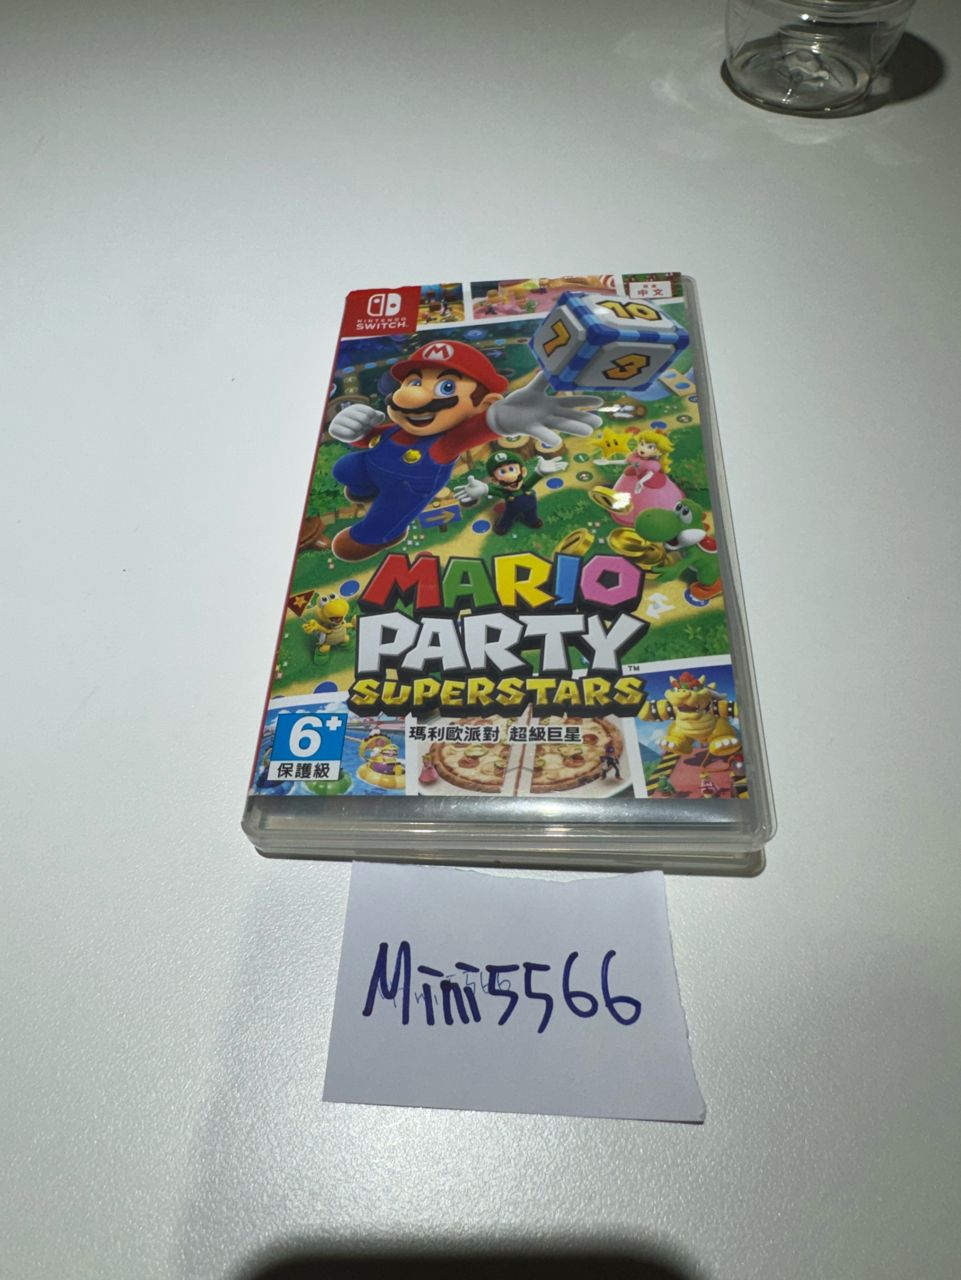 NINTENDO
SWITCH
中文
10
7
3
MARIO
PARTY™
SUPERSTARS
瑪利歐派對 超級巨星
6+
保護級
Mini5566